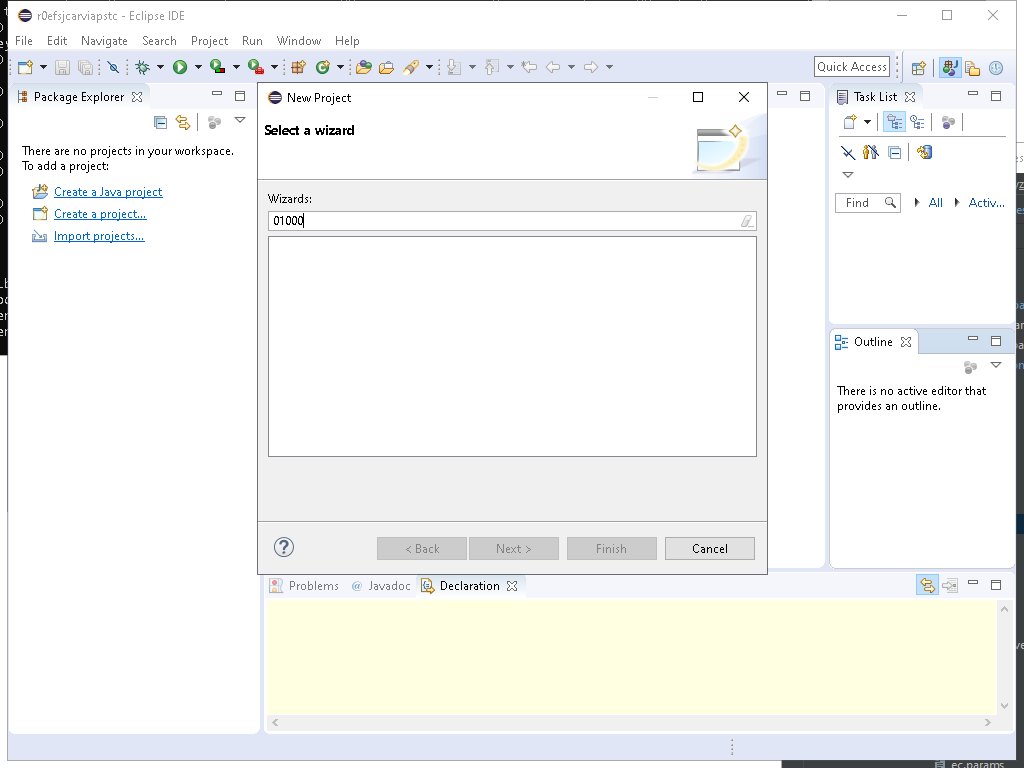 r0efsjcarviapstc - Eclipse IDE
File Edit Navigate Search Project Run Window Help
Quick Access
Package Explorer
There are no projects in your workspace.
To add a project:
Create a Java project
Create a project...
Import projects...
New Project
Select a wizard
Wizards:
01000
< Back
Next >
Finish
Cancel
Task List
Find
All
Activ...
Outline
There is no active editor that
provides an outline.
Problems
@ Javadoc
Declaration
ec.params